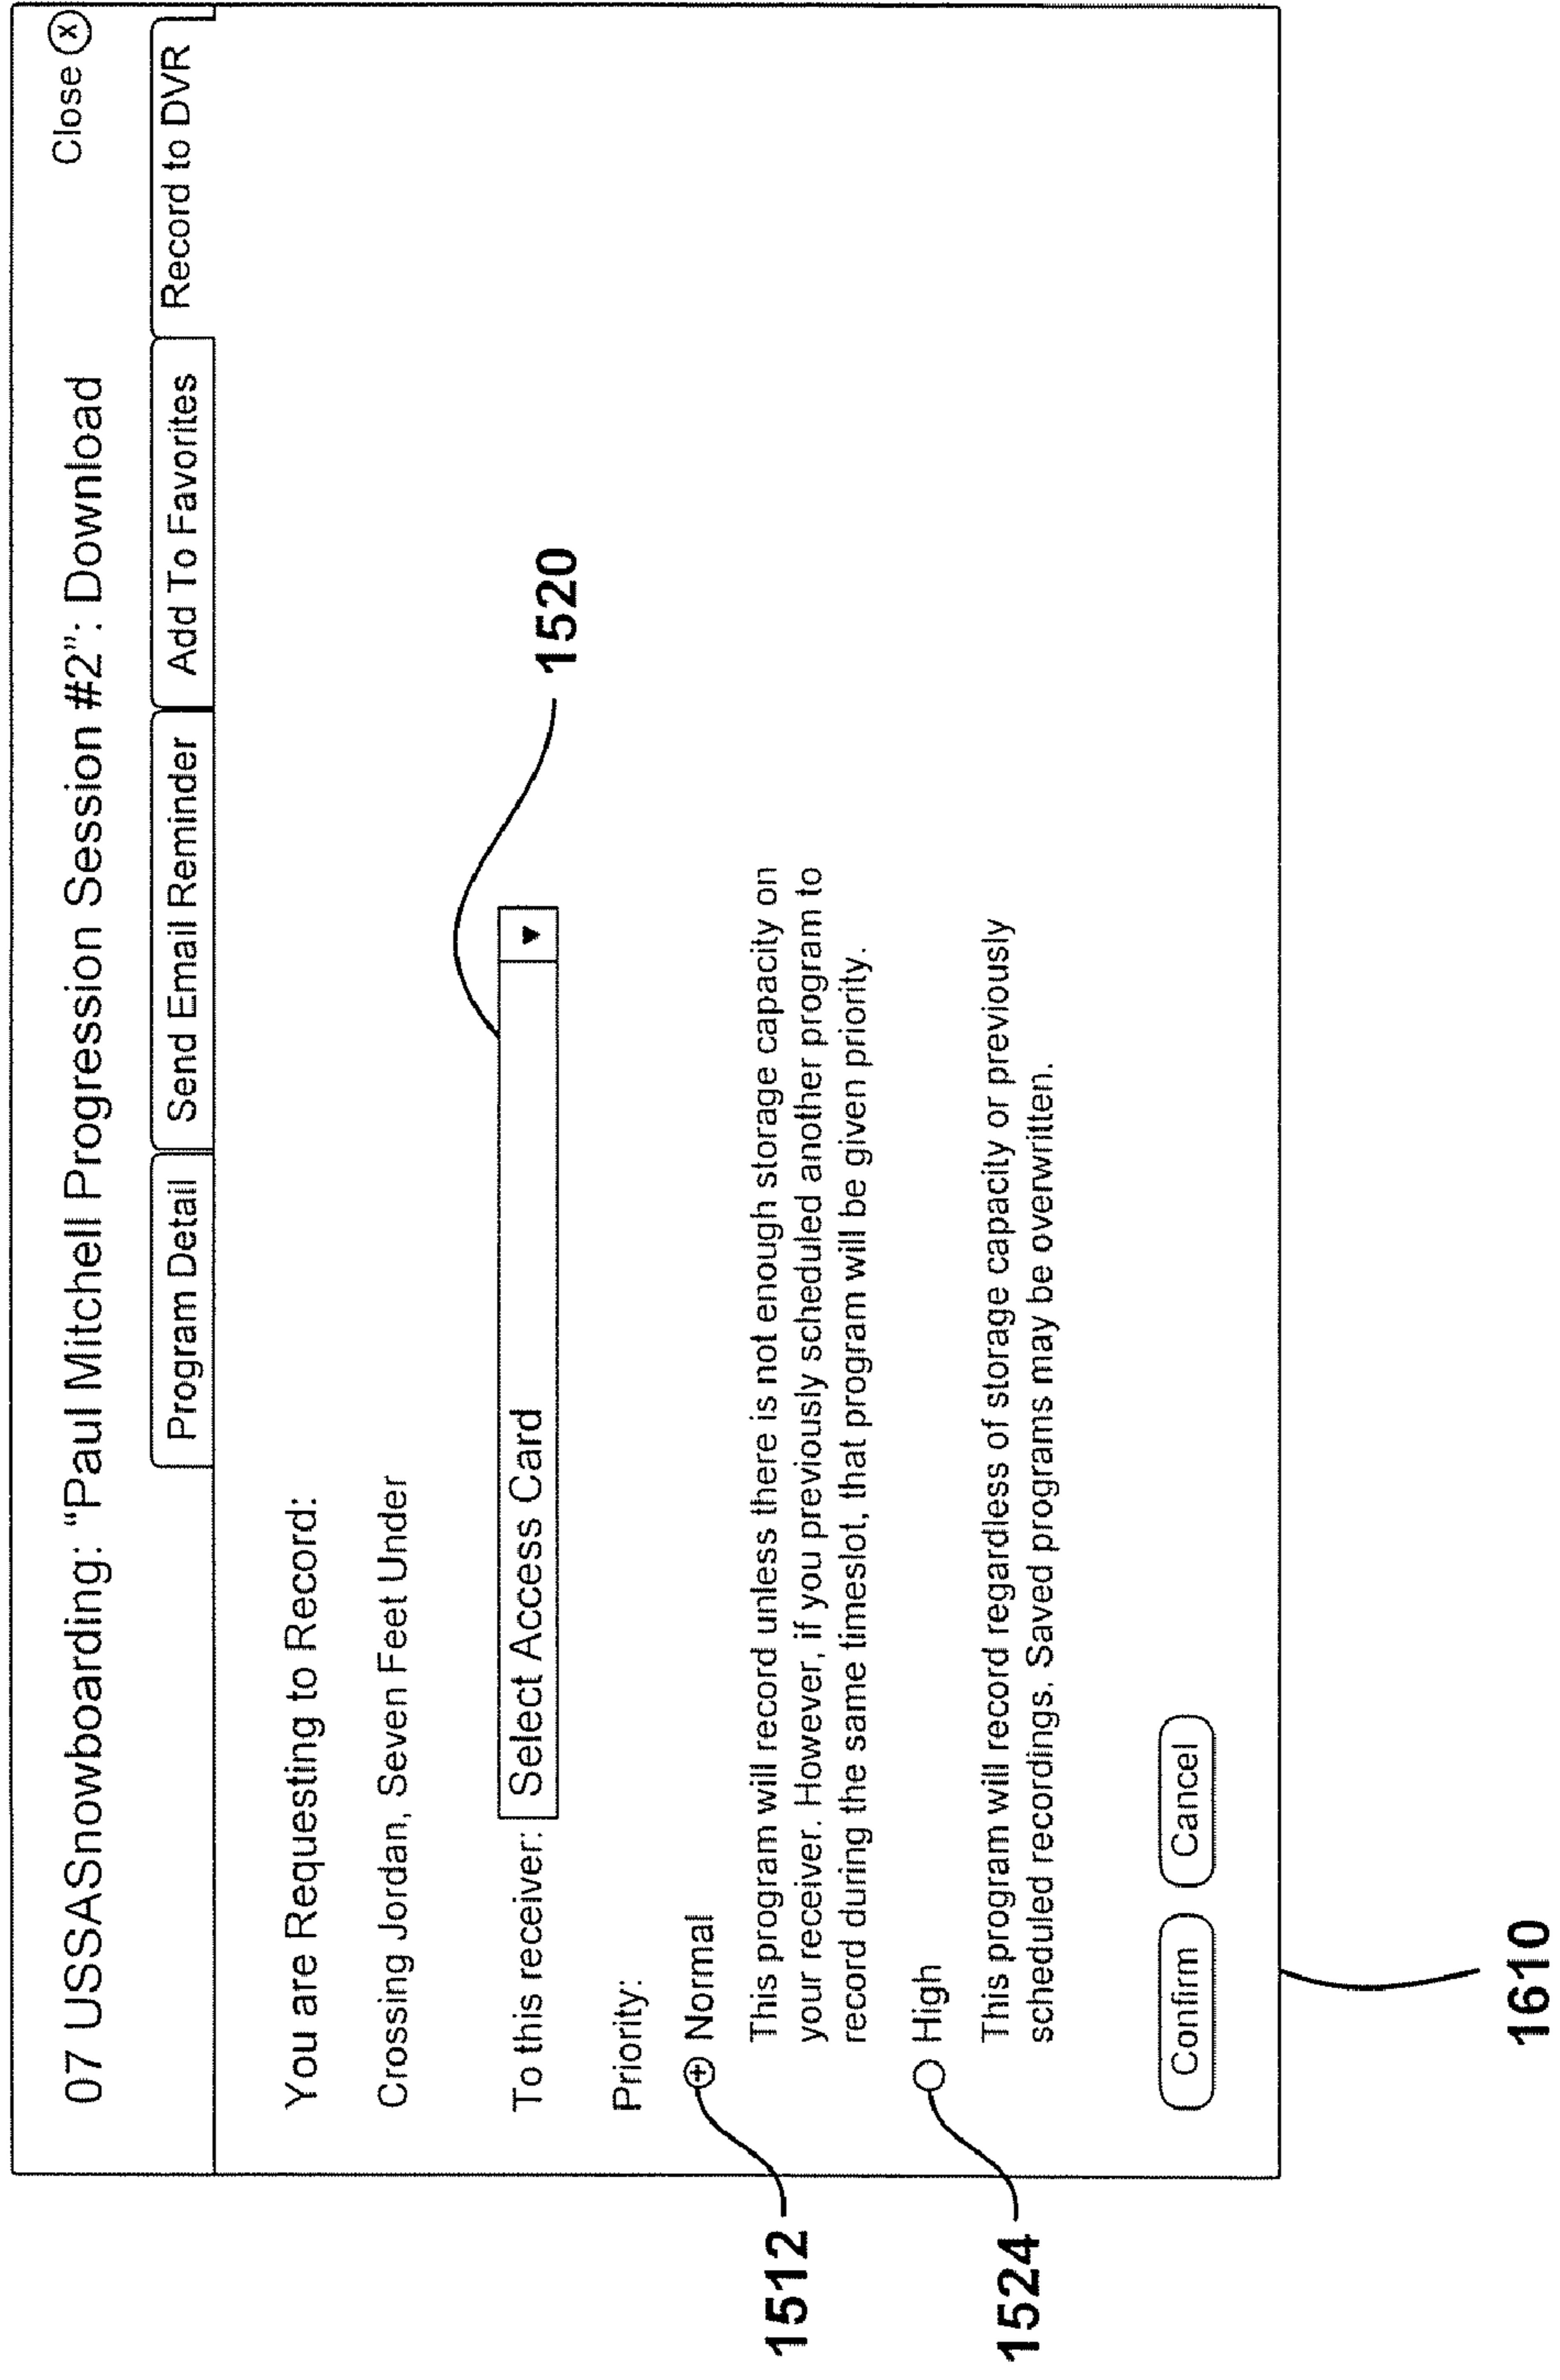 07 USSASnowboarding: “Paul Mitchell Progression Session #2”: Download
Close (x)
Program Detail
Send Email Reminder
Add To Favorites
Record to DVR
You are Requesting to Record:
Crossing Jordan, Seven Feet Under
To this receiver: Select Access Card
1520
Priority:
Normal
This program will record unless there is not enough storage capacity on
your receiver. However, if you previously scheduled another program to
record during the same timeslot, that program will be given priority.
1512
High
This program will record regardless of storage capacity or previously
scheduled recordings. Saved programs may be overwritten.
1524
Confirm
Cancel
1610